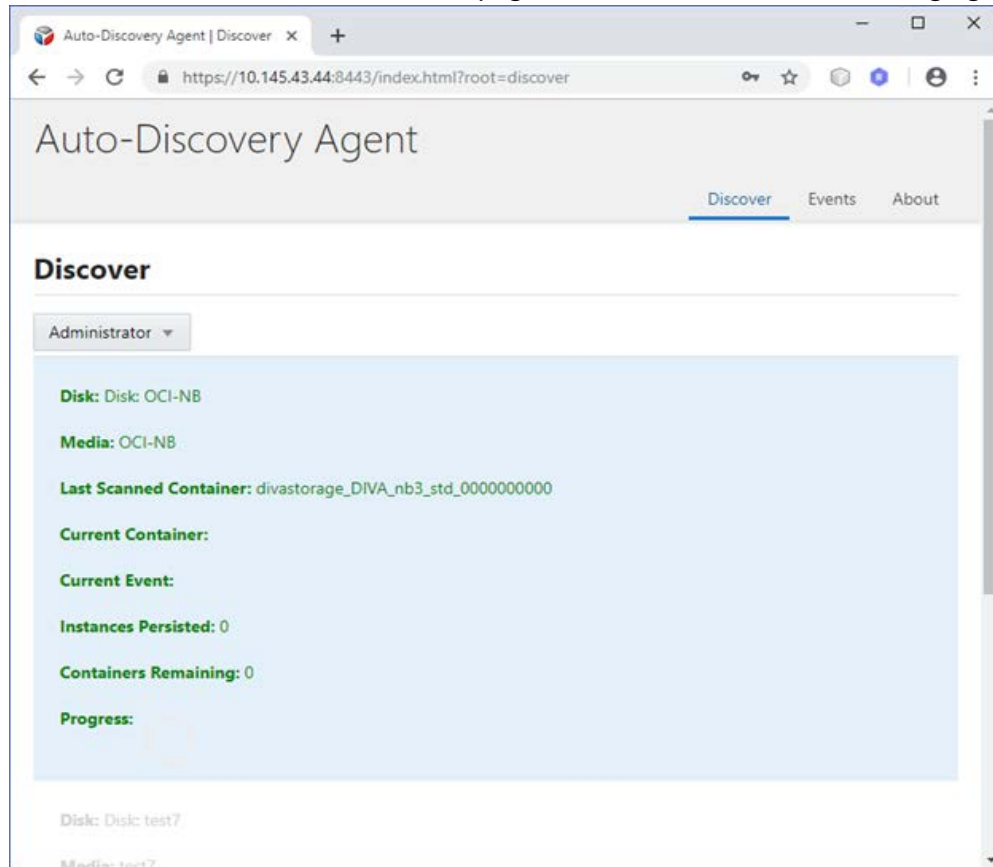 Auto-Discovery Agent | Discover
https://10.145.43.44:8443/index.html?root=discover
Auto-Discovery Agent
Discover Events About
Discover
Administrator
Disk: Disk: OCI-NB
Media: OCI-NB
Last Scanned Container: divastorage_DIVA_nb3_std_0000000000
Current Container:
Current Event:
Instances Persisted: 0
Containers Remaining: 0
Progress:
Disk: Disk: test7
Media: test7